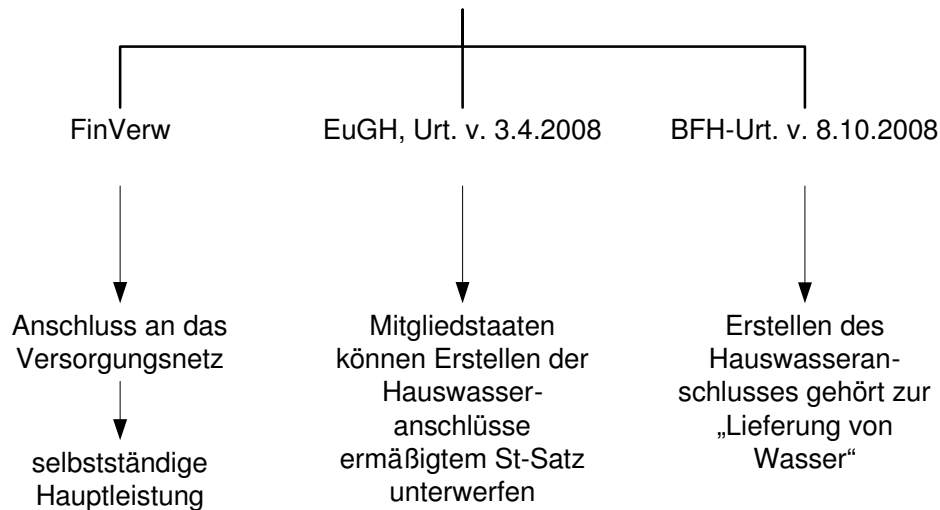 FinVerw
EuGH, Urt. v. 3.4.2008
BFH-Urt. v. 8.10.2008
Anschluss an das
Versorgungsnetz
selbstständige
Hauptleistung
Mitgliedstaaten
können Erstellen der
Hauswasser-
anschlüsse
ermäßigtem St-Satz
unterwerfen
Erstellen des
Hauswasseran-
schlusses gehört zur
„Lieferung von
Wasser“